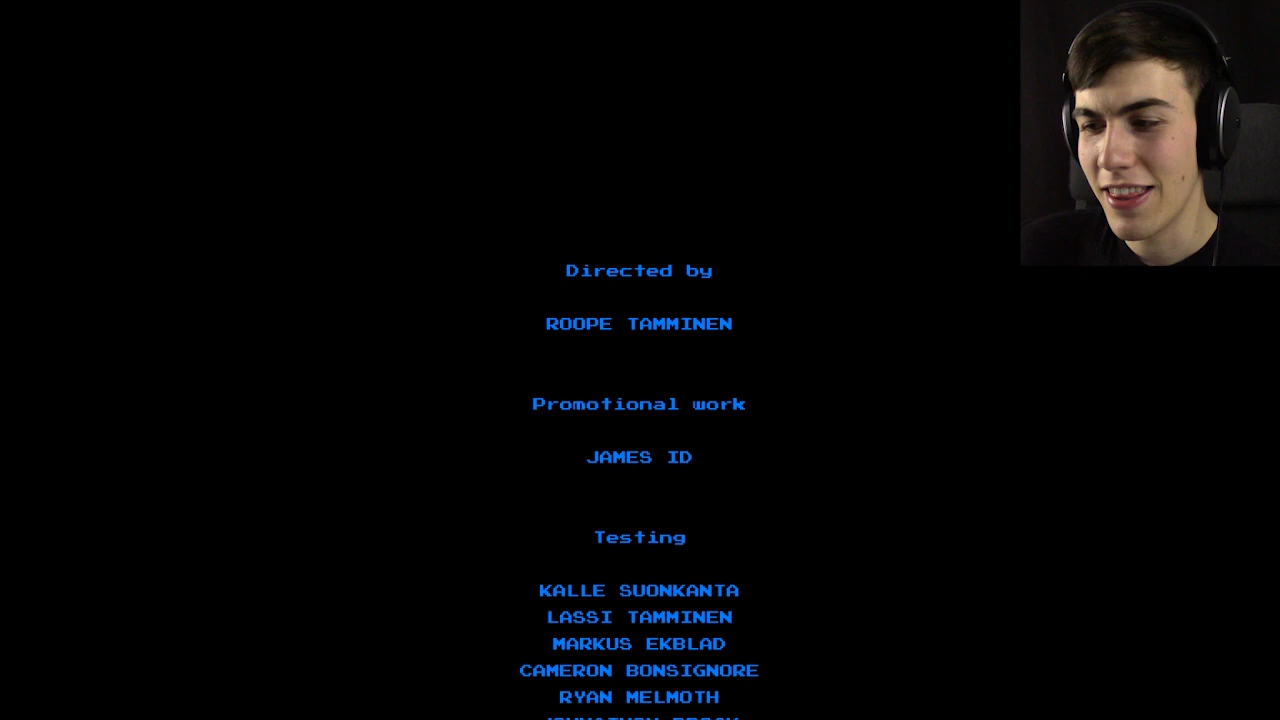 Directed by
ROOPE TAMMINEN
Promotional work
JAMES ID
Testing
KALLE SUONKANTA
LASSI TAMMINEN
MARKUS EKBLAD
CAMERON BONSIGNORE
RYAN MELMOTH